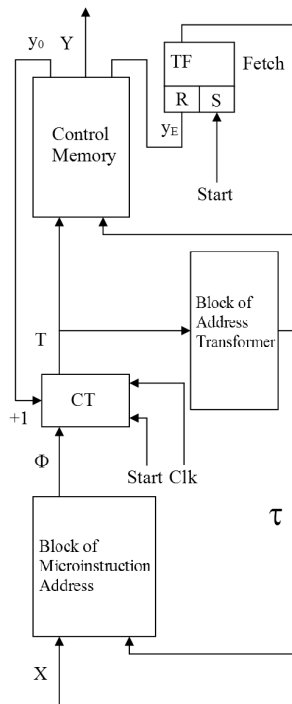 y0
Y
TF
Fetch
R
S
yE
Control
Memory
Start
Block of
Address
Transformer
T
CT
+1
Start
Clk
Φ
τ
Block of
Microinstruction
Address
X